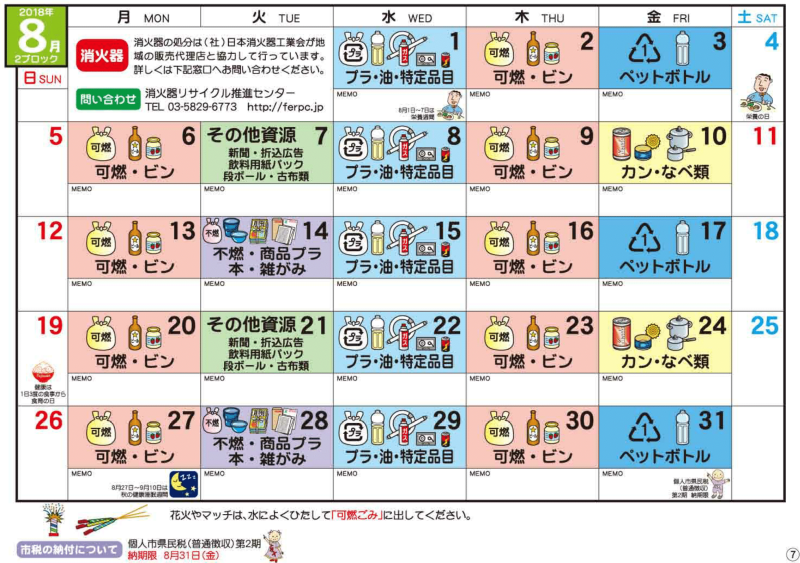 2018年
8月
2ブロック
月 MON
火 TUE
水 WED
木 THU
金 FRI
土 SAT
日 SUN
消火器
消火器の処分は(社)日本消火器工業会が地
域の販売代理店と協力して行っています。
詳しくは下記窓口へお問い合わせください。
問い合わせ
消火器リサイクル推進センター
TEL 03-5829-6773 http://ferpc.jp
プラ 1
プラ・油・特定品目
MEMO
8月1日~7日は
栄養週間
可燃 2
可燃・ビン
MEMO
1 3
ペットボトル
MEMO
4
栄養の日
5
可燃 6
可燃・ビン
MEMO
その他資源 7
新聞・折込広告
飲料用紙パック
段ボール・古布類
MEMO
プラ 8
プラ・油・特定品目
MEMO
可燃 9
可燃・ビン
MEMO
10
カン・なべ類
MEMO
11
12
可燃 13
可燃・ビン
MEMO
不燃 14
不燃・商品プラ
本・雑がみ
MEMO
プラ 15
プラ・油・特定品目
MEMO
可燃 16
可燃・ビン
MEMO
1 17
ペットボトル
MEMO
18
19
健康は
1日3度の食事から
食育の日
可燃 20
可燃・ビン
MEMO
その他資源 21
新聞・折込広告
飲料用紙パック
段ボール・古布類
MEMO
プラ 22
プラ・油・特定品目
MEMO
可燃 23
可燃・ビン
MEMO
24
カン・なべ類
MEMO
25
26
可燃 27
可燃・ビン
MEMO
8月27日~9月10日は
秋の健康睡眠週間
zzz
不燃 28
不燃・商品プラ
本・雑がみ
MEMO
プラ 29
プラ・油・特定品目
MEMO
可燃 30
可燃・ビン
MEMO
1 31
ペットボトル
MEMO
個人市県民税
(普通徴収)
第2期 納期限
花火やマッチは、水によくひたして「可燃ごみ」に出してください。
市税の納付について
個人市県民税(普通徴収)第2期
納期限 8月31日(金)
⑦